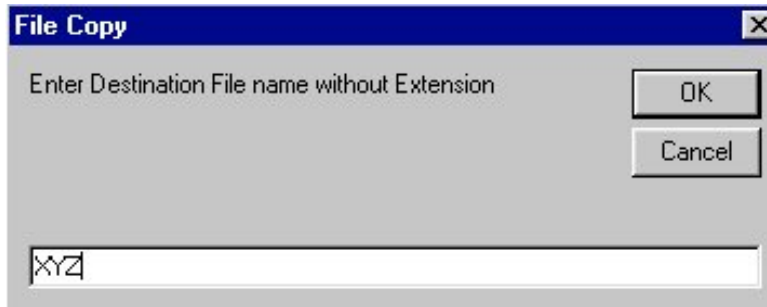 File Copy
Enter Destination File name without Extension
OK
Cancel
XYZ